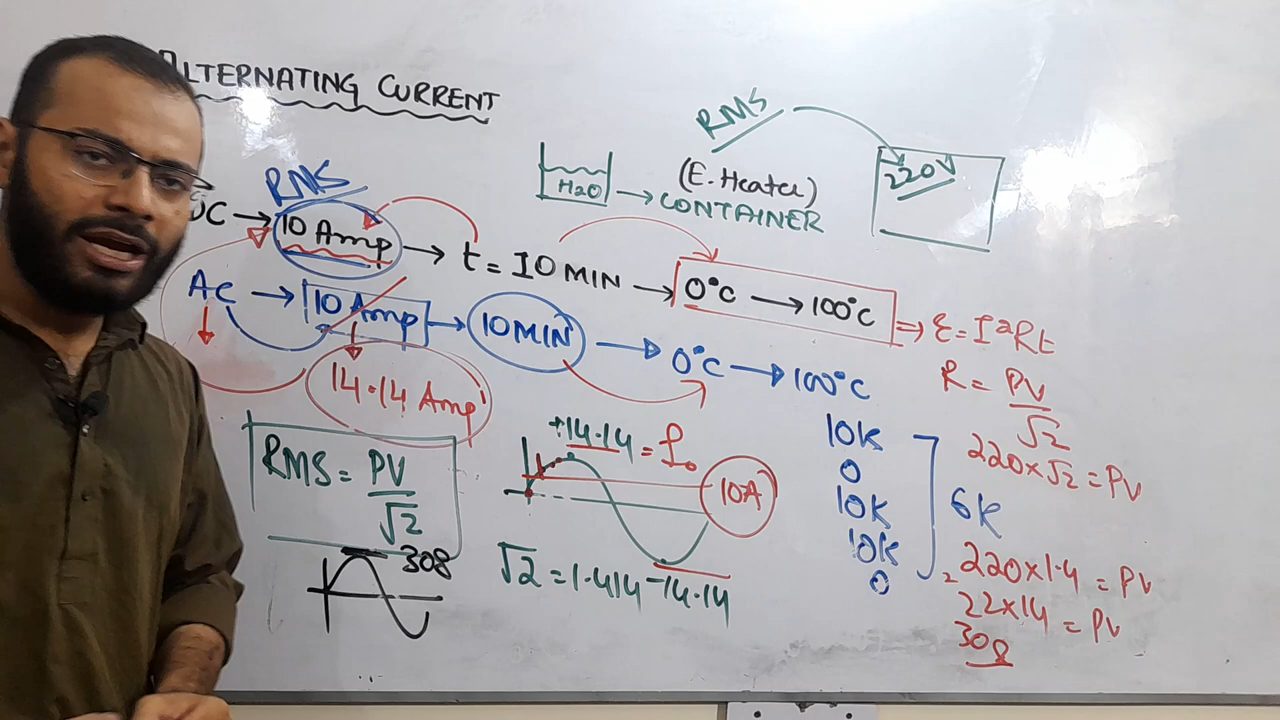 ALTERNATING CURRENT
RMS
220V
H2O → CONTAINER
(E.Heater)
RMS
DC → 10 Amp → t = 10 MIN → 0°C → 100°C ⇒ E = I²Rt
AC → 10 Amp → 10MIN → 0°C → 100°C
14.14 Amp
R = PV/√2
220×√2 = PV
RMS = PV/√2
+14.14 = I₀
10A
√2 = 1.414
-14.14
308
10K
0
10K
10K
0
6K
220×1.4 = PV
22×14 = PV
308